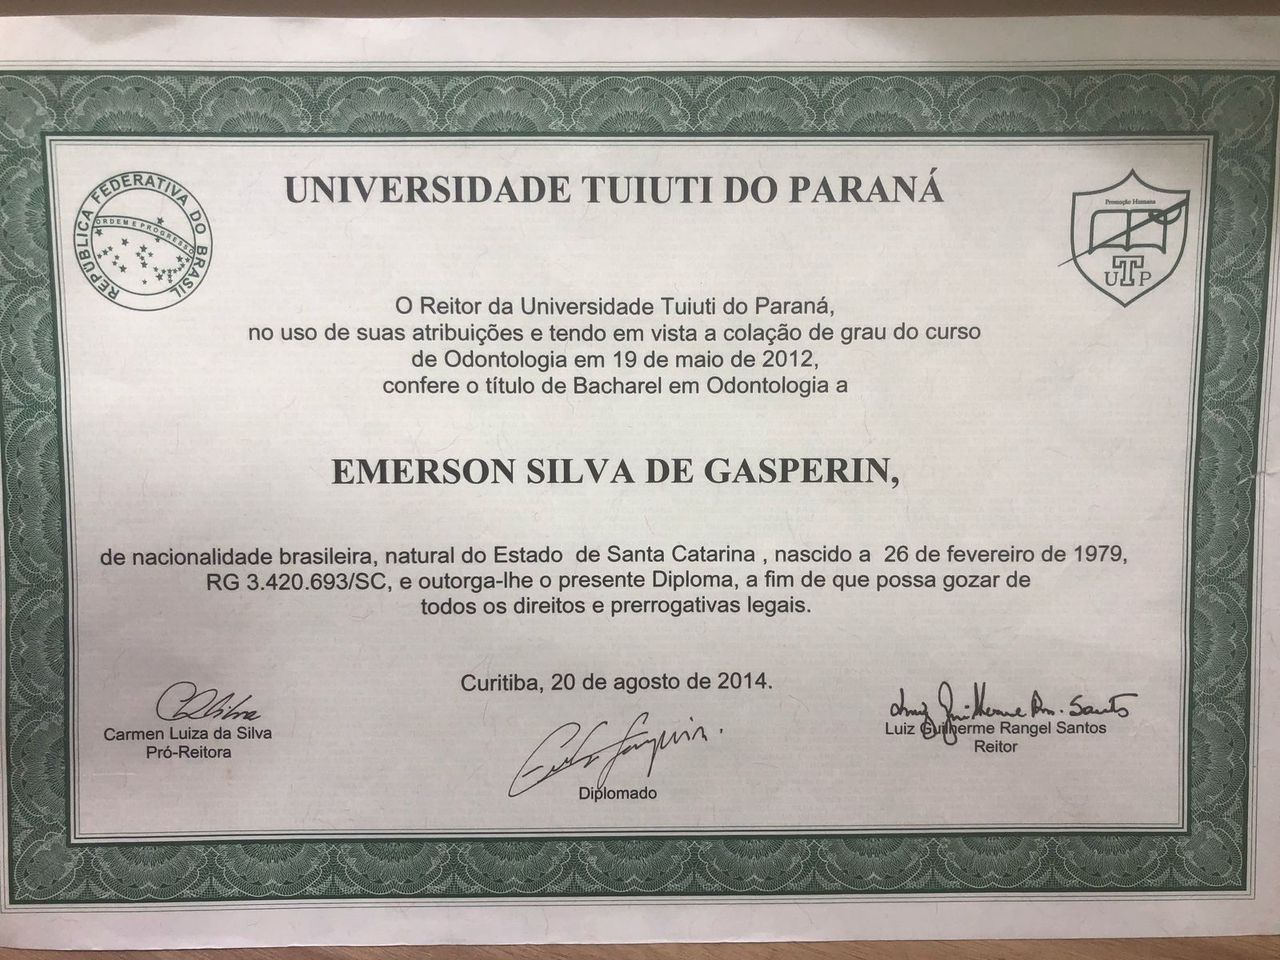 REPÚBLICA FEDERATIVA DO BRASIL
ORDEM E PROGRESSO
UNIVERSIDADE TUIUTI DO PARANÁ
Promoção Humana
UTP
O Reitor da Universidade Tuiuti do Paraná,
no uso de suas atribuições e tendo em vista a colação de grau do curso
de Odontologia em 19 de maio de 2012,
confere o título de Bacharel em Odontologia a
EMERSON SILVA DE GASPERIN,
de nacionalidade brasileira, natural do Estado de Santa Catarina , nascido a 26 de fevereiro de 1979,
RG 3.420.693/SC, e outorga-lhe o presente Diploma, a fim de que possa gozar de
todos os direitos e prerrogativas legais.
Curitiba, 20 de agosto de 2014.
Carmen Luiza da Silva
Pró-Reitora
Luiz Guilherme Rangel Santos
Reitor
Diplomado